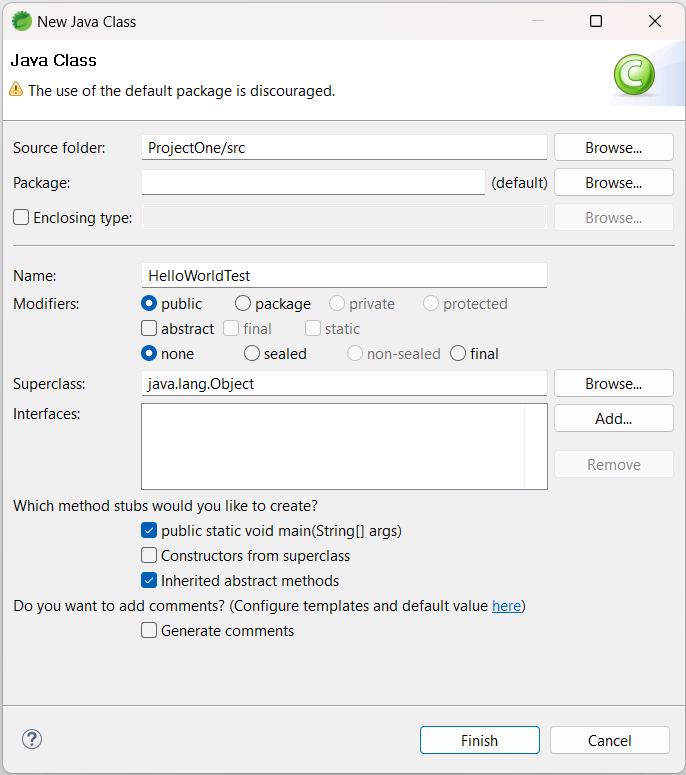 New Java Class
Java Class
The use of the default package is discouraged.
Source folder: ProjectOne/src Browse...
Package: (default) Browse...
Enclosing type: Browse...
Name: HelloWorldTest
Modifiers: public package private protected
abstract final static
none sealed non-sealed final
Superclass: java.lang.Object Browse...
Interfaces: Add...
Remove
Which method stubs would you like to create?
public static void main(String[] args)
Constructors from superclass
Inherited abstract methods
Do you want to add comments? (Configure templates and default value here)
Generate comments
? Finish Cancel